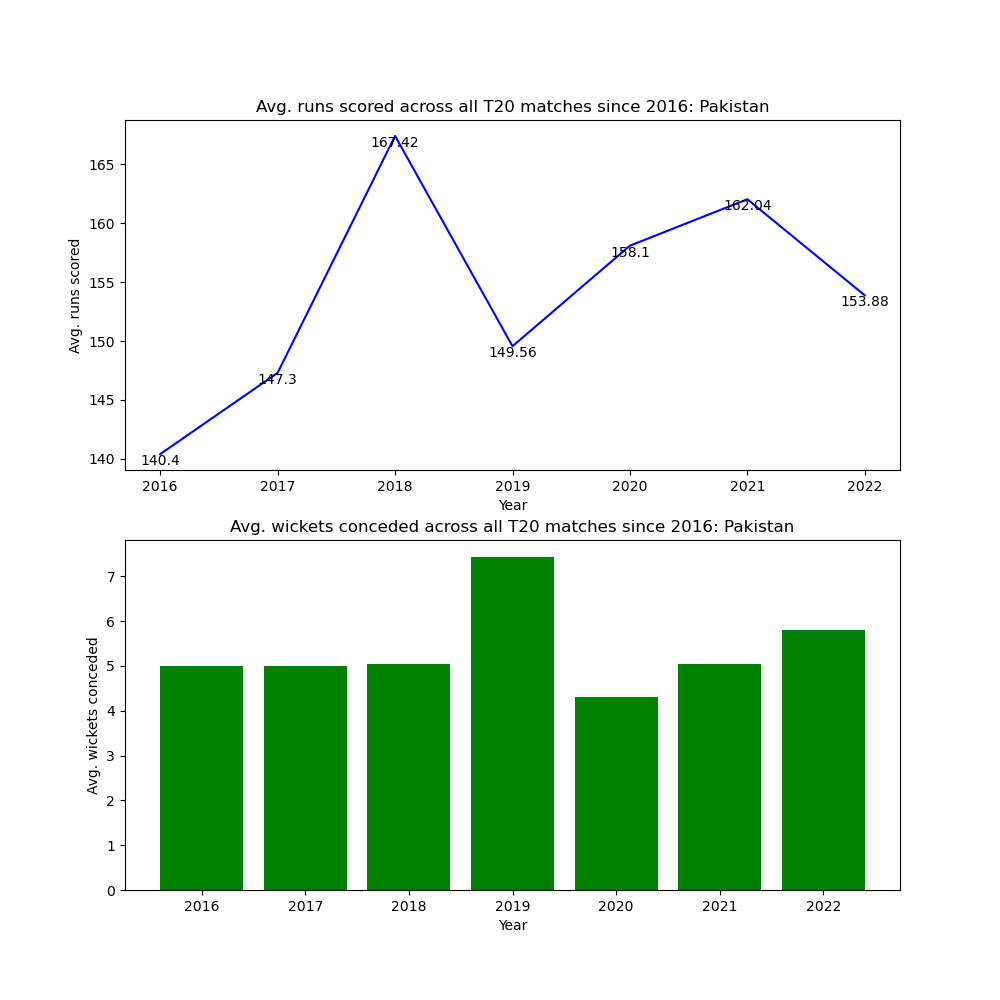 Avg. runs scored across all T20 matches since 2016: Pakistan
Avg. runs scored
165
160
155
150
145
140
167.42
162.04
158.1
153.88
149.56
147.3
140.4
2016 2017 2018 2019 2020 2021 2022
Year
Avg. wickets conceded across all T20 matches since 2016: Pakistan
Avg. wickets conceded
7
6
5
4
3
2
1
0
2016 2017 2018 2019 2020 2021 2022
Year